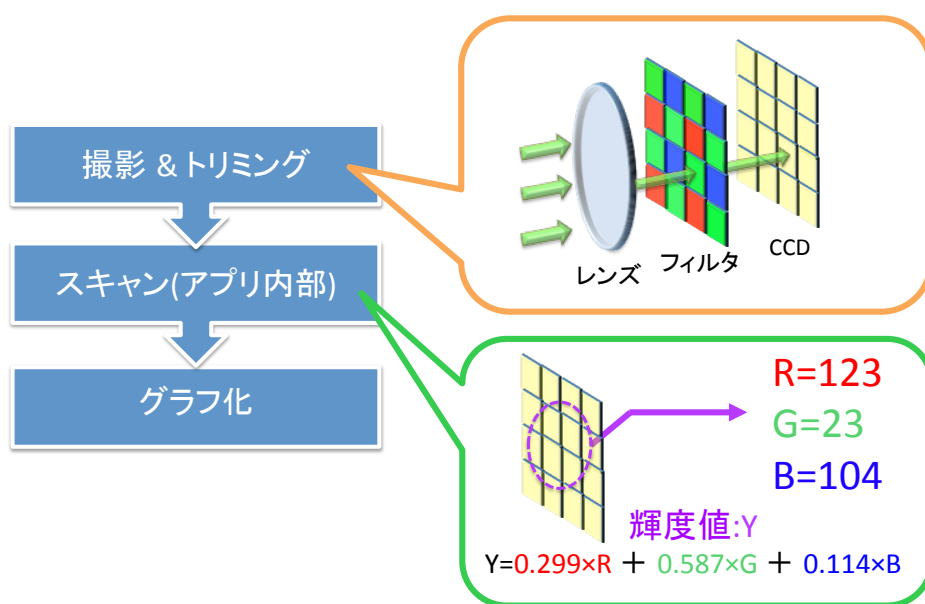 撮影 & トリミング
スキャン(アプリ内部)
グラフ化
レンズ
フィルタ
CCD
R=123
G=23
B=104
輝度値:Y
Y=0.299×R + 0.587×G + 0.114×B